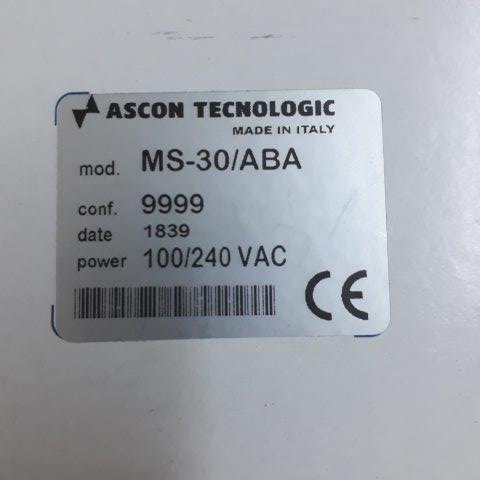 ASCON TECNOLOGIC
MADE IN ITALY
mod. MS-30/ABA
conf. 9999
date 1839
power 100/240 VAC
CE